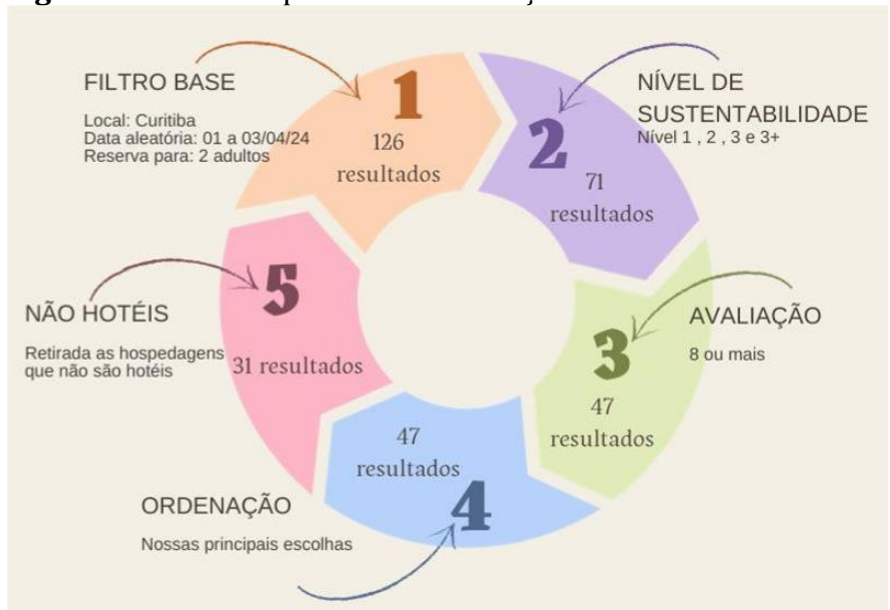 FILTRO BASE
Local: Curitiba
Data aleatória: 01 a 03/04/24
Reserva para: 2 adultos
1
126
resultados
NÍVEL DE
SUSTENTABILIDADE
Nível 1 , 2 , 3 e 3+
2
71
resultados
AVALIAÇÃO
8 ou mais
3
47
resultados
ORDENAÇÃO
Nossas principais escolhas
47
resultados
4
NÃO HOTÉIS
Retirada as hospedagens
que não são hotéis
5
31 resultados